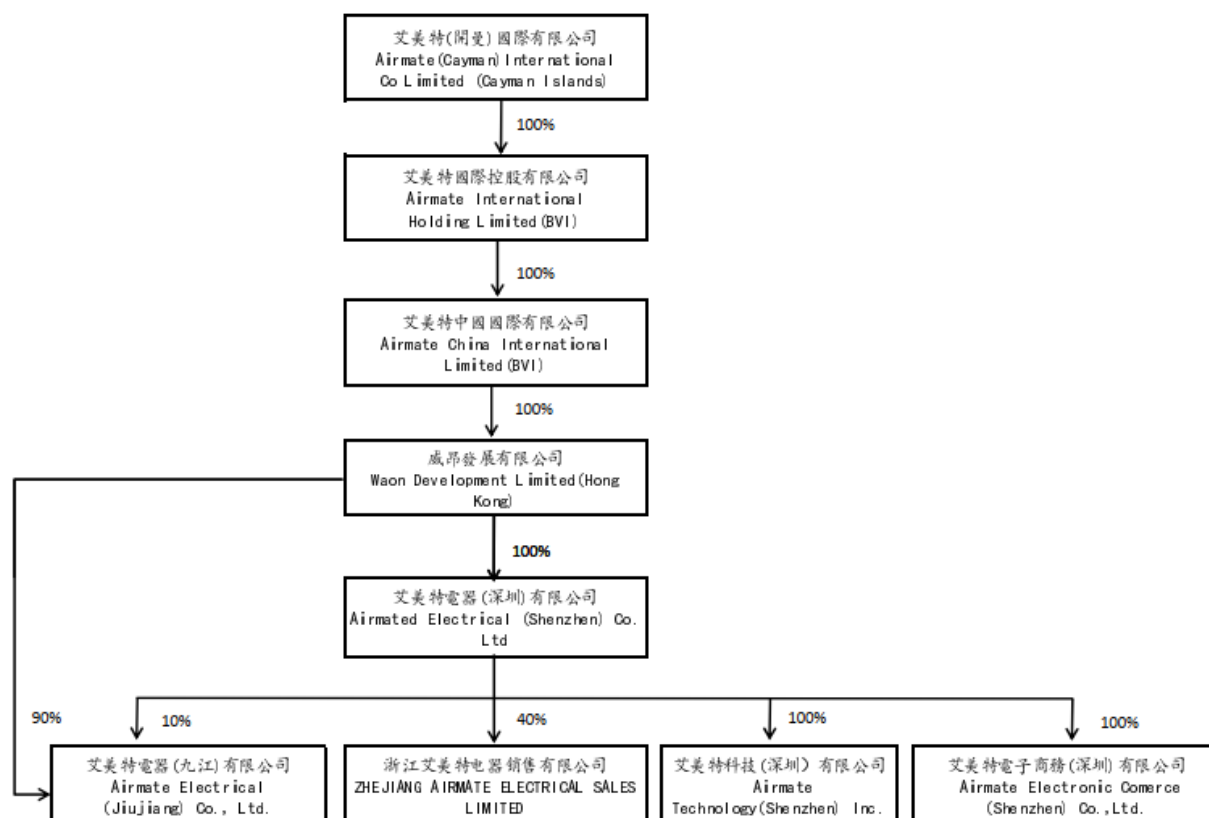 艾美特(開曼)國際有限公司
Airmate(Cayman)International
Co Limited (Cayman Islands)
100%
艾美特國際控股有限公司
Airmate International
Holding Limited(BVI)
100%
艾美特中國國際有限公司
Airmate China International
Limited(BVI)
100%
威昂發展有限公司
Waon Development Limited(Hong
Kong)
100%
艾美特電器(深圳)有限公司
Airmated Electrical (Shenzhen) Co.
Ltd
90%
10%
40%
100%
100%
艾美特電器(九江)有限公司
Airmate Electrical
(Jiujiang) Co., Ltd.
浙江艾美特电器銷售有限公司
ZHEJIANG AIRMATE ELECTRICAL SALES
LIMITED
艾美特科技(深圳）有限公司
Airmate
Technology(Shenzhen) Inc.
艾美特電子商務(深圳)有限公司
Airmate Electronic Comerce
(Shenzhen) Co.,Ltd.